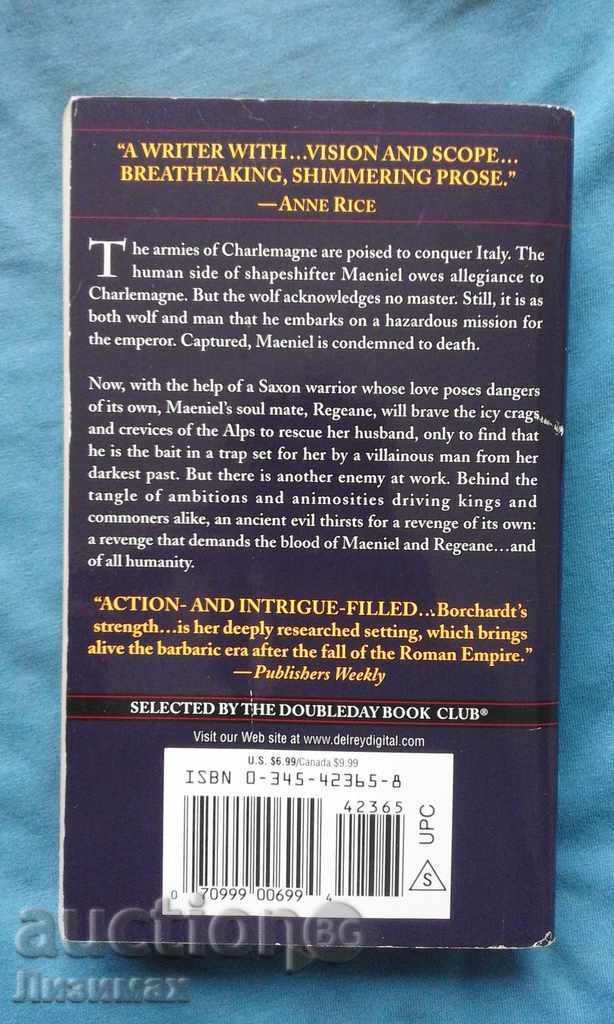 “A WRITER WITH…VISION AND SCOPE…
BREATHTAKING, SHIMMERING PROSE.”
—ANNE RICE
The armies of Charlemagne are poised to conquer Italy. The
human side of shapeshifter Maeniel owes allegiance to
Charlemagne. But the wolf acknowledges no master. Still, it is as
both wolf and man that he embarks on a hazardous mission for
the emperor. Captured, Maeniel is condemned to death.
Now, with the help of a Saxon warrior whose love poses dangers
of its own, Maeniel’s soul mate, Regeane, will brave the icy crags
and crevices of the Alps to rescue her husband, only to find that
he is the bait in a trap set for her by a villainous man from her
darkest past. But there is another enemy at work. Behind the
tangle of ambitions and animosities driving kings and
commoners alike, an ancient evil thirsts for a revenge of its own:
a revenge that demands the blood of Maeniel and Regeane…and
of all humanity.
“ACTION- AND INTRIGUE-FILLED…Borchardt’s
strength…is her deeply researched setting, which brings
alive the barbaric era after the fall of the Roman Empire.”
—Publishers Weekly
SELECTED BY THE DOUBLEDAY BOOK CLUB®
Visit our Web site at www.delreydigital.com
U.S. $6.99/Canada $9.99
ISBN 0-345-42365-8
42365
UPC
S
0 70999 00699 4
auctionBG
Лизимах